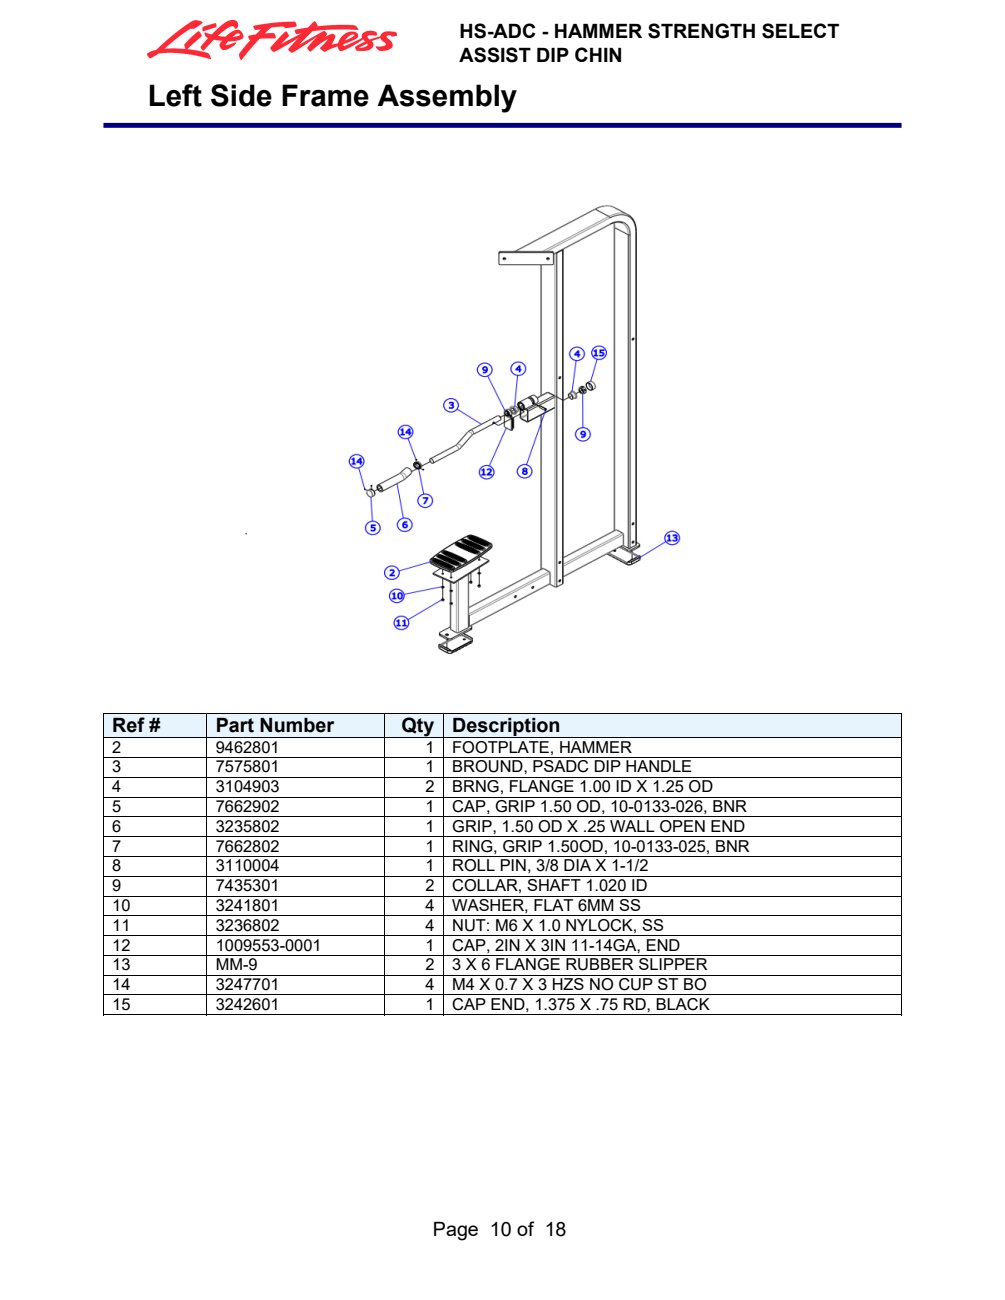 Life Fitness
HS-ADC - HAMMER STRENGTH SELECT
ASSIST DIP CHIN
Left Side Frame Assembly
4 15
9 4
3
14
9
14
12 8
7
5 6
13
2
10
11
Ref # Part Number Qty Description
2 9462801 1 FOOTPLATE, HAMMER
3 7575801 1 BROUND, PSADC DIP HANDLE
4 3104903 2 BRNG, FLANGE 1.00 ID X 1.25 OD
5 7662902 1 CAP, GRIP 1.50 OD, 10-0133-026, BNR
6 3235802 1 GRIP, 1.50 OD X .25 WALL OPEN END
7 7662802 1 RING, GRIP 1.50OD, 10-0133-025, BNR
8 3110004 1 ROLL PIN, 3/8 DIA X 1-1/2
9 7435301 2 COLLAR, SHAFT 1.020 ID
10 3241801 4 WASHER, FLAT 6MM SS
11 3236802 4 NUT: M6 X 1.0 NYLOCK, SS
12 1009553-0001 1 CAP, 2IN X 3IN 11-14GA, END
13 MM-9 2 3 X 6 FLANGE RUBBER SLIPPER
14 3247701 4 M4 X 0.7 X 3 HZS NO CUP ST BO
15 3242601 1 CAP END, 1.375 X .75 RD, BLACK
Page 10 of 18